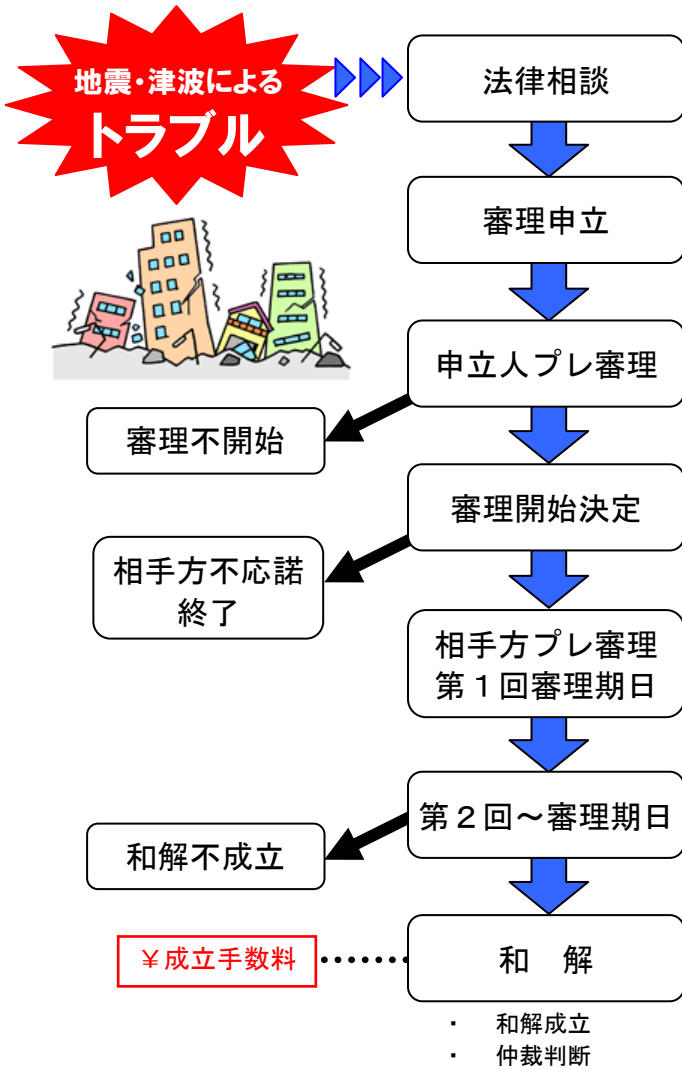 地震・津波による
トラブル
法律相談
審理申立
申立人プレ審理
審理不開始
審理開始決定
相手方不応諾
終了
相手方プレ審理
第１回審理期日
第２回～審理期日
和解不成立
￥成立手数料
和　解
・　和解成立
・　仲裁判断